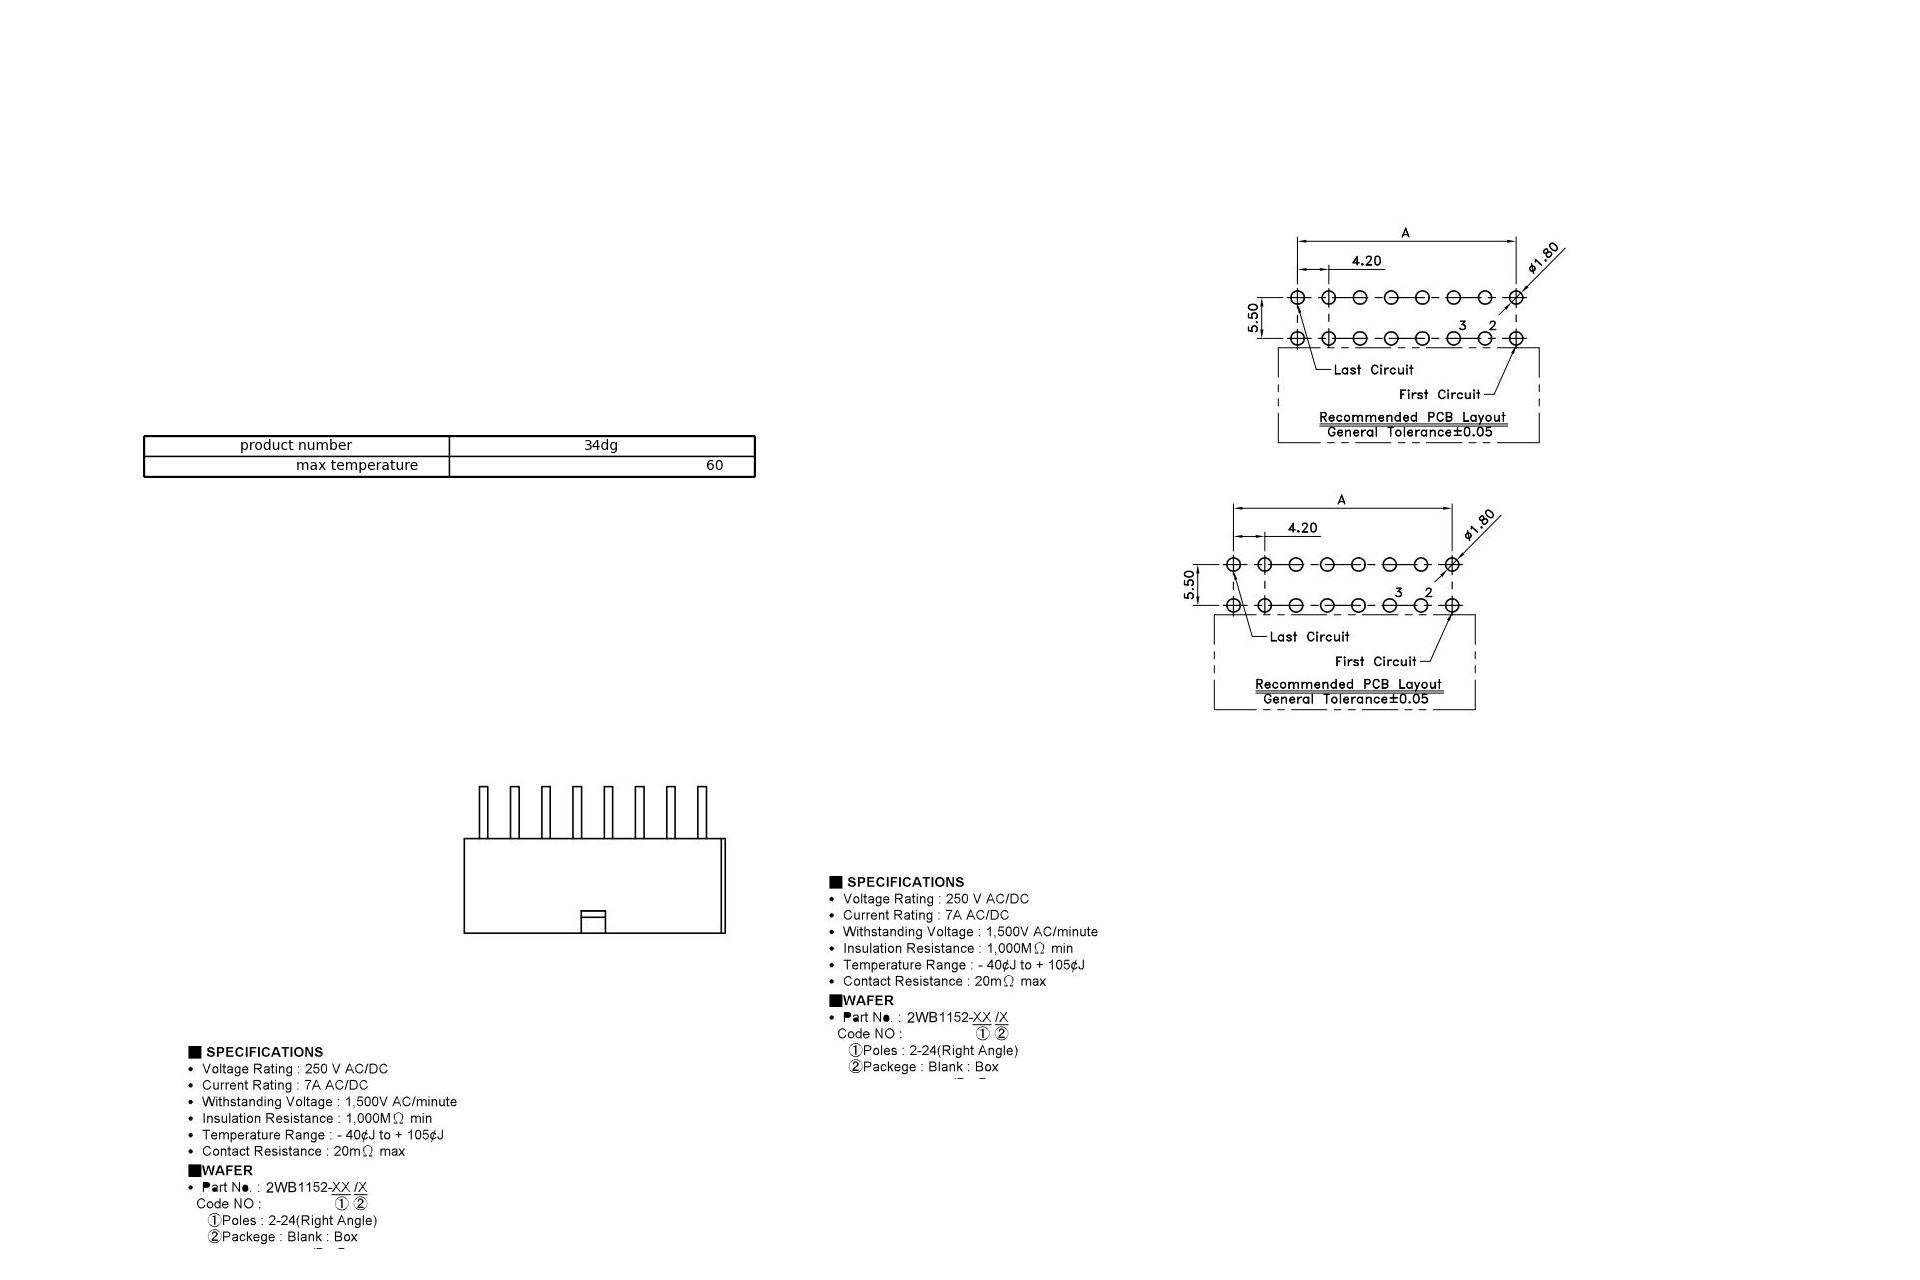 A
4.20
ø1.80
5.50
3 2
Last Circuit
First Circuit
Recommended PCB Layout
General Tolerance±0.05
product number 34dg
max temperature 60
A
4.20
ø1.80
5.50
3 2
Last Circuit
First Circuit
Recommended PCB Layout
General Tolerance±0.05
■ SPECIFICATIONS
• Voltage Rating : 250 V AC/DC
• Current Rating : 7A AC/DC
• Withstanding Voltage : 1,500V AC/minute
• Insulation Resistance : 1,000MΩ min
• Temperature Range : - 40¢J to + 105¢J
• Contact Resistance : 20mΩ max
■WAFER
• Part No. : 2WB1152-XX /X
Code NO : ① ②
①Poles : 2-24(Right Angle)
②Packege : Blank : Box
■ SPECIFICATIONS
• Voltage Rating : 250 V AC/DC
• Current Rating : 7A AC/DC
• Withstanding Voltage : 1,500V AC/minute
• Insulation Resistance : 1,000MΩ min
• Temperature Range : - 40¢J to + 105¢J
• Contact Resistance : 20mΩ max
■WAFER
• Part No. : 2WB1152-XX /X
Code NO : ① ②
①Poles : 2-24(Right Angle)
②Packege : Blank : Box